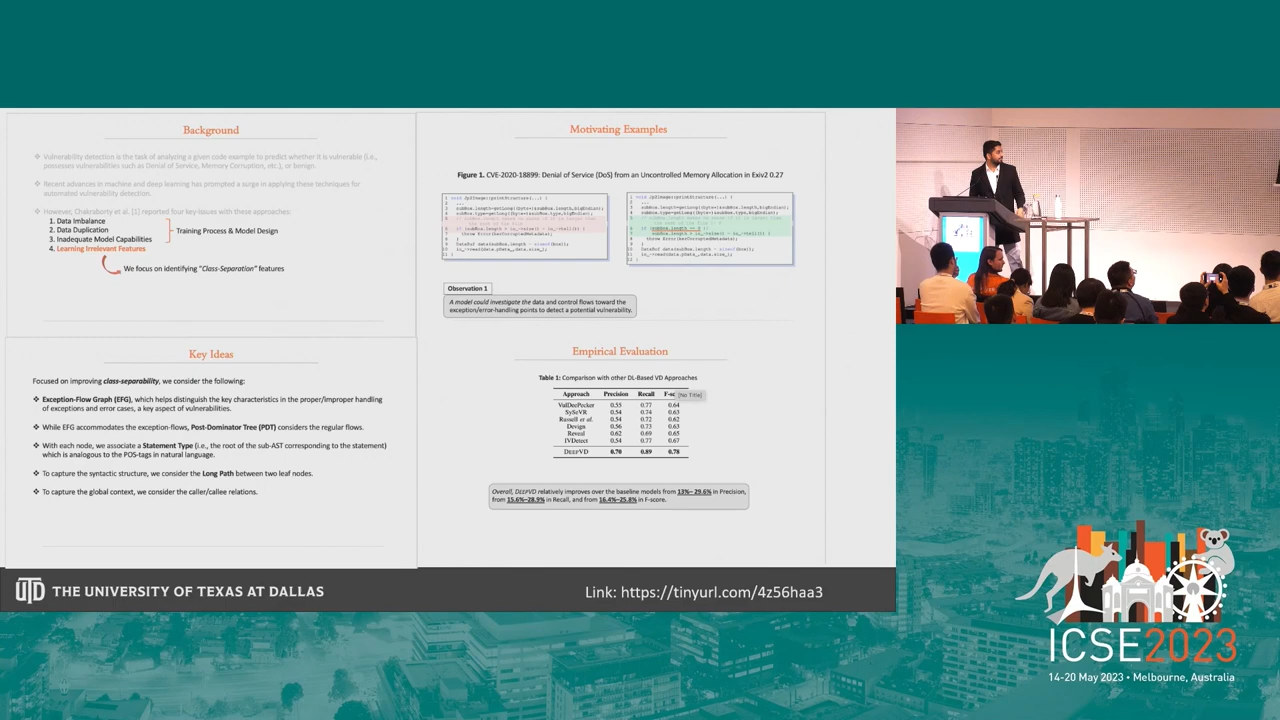 Background
❖ Vulnerability detection is the task of analyzing a given code example to predict whether it is vulnerable (i.e.,
possesses vulnerabilities such as Denial of Service, Memory Corruption, etc.), or benign.
❖ Recent advances in machine and deep learning has prompted a surge in applying these techniques for
automated vulnerability detection.
❖ However, Chakraborty et al. [1] reported four key-issues with these approaches:
1. Data Imbalance
2. Data Duplication
3. Inadequate Model Capabilities
4. Learning Irrelevant Features
Training Process & Model Design
We focus on identifying "Class-Separation" features
Motivating Examples
Figure 1. CVE-2020-18899: Denial of Service (DoS) from an Uncontrolled Memory Allocation in Exiv2 0.27
Observation 1
A model could investigate the data and control flows toward the
exception/error-handling points to detect a potential vulnerability.
Key Ideas
Focused on improving class-separability, we consider the following:
❖ Exception-Flow Graph (EFG), which helps distinguish the key characteristics in the proper/improper handling
of exceptions and error cases, a key aspect of vulnerabilities.
❖ While EFG accommodates the exception-flows, Post-Dominator Tree (PDT) considers the regular flows.
❖ With each node, we associate a Statement Type (i.e., the root of the sub-AST corresponding to the statement)
which is analogous to the POS-tags in natural language.
❖ To capture the syntactic structure, we consider the Long Path between two leaf nodes.
❖ To capture the global context, we consider the caller/callee relations.
Empirical Evaluation
Table 1: Comparison with other DL-Based VD Approaches
Approach Precision Recall
[No Title]
VulDeePecker 0.55 0.77 0.64
SySeVR 0.54 0.74 0.63
Russell et al. 0.54 0.72 0.62
Devign 0.56 0.73 0.63
Reveal 0.62 0.69 0.65
IVDetect 0.54 0.77 0.67
DEEPVD 0.70 0.89 0.78
Overall, DEEPVD relatively improves over the baseline models from 13%–29.6% in Precision,
from 15.6%–28.9% in Recall, and from 16.4%–25.8% in F-score.
UTD THE UNIVERSITY OF TEXAS AT DALLAS
Link: https://tinyurl.com/4z56haa3
ICSE2023
14-20 May 2023 • Melbourne, Australia